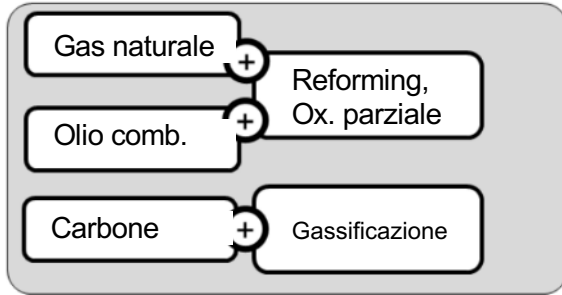 Gas naturale
+
Reforming,
Ox. parziale
+
Olio comb.
Carbone
+
Gassificazione